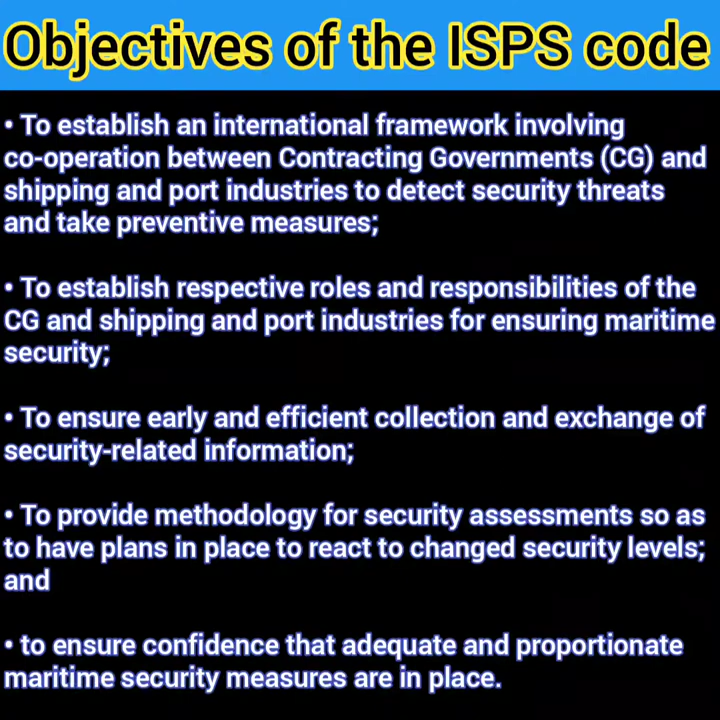 Objectives of the ISPS code
• To establish an international framework involving
co-operation between Contracting Governments (CG) and
shipping and port industries to detect security threats
and take preventive measures;
• To establish respective roles and responsibilities of the
CG and shipping and port industries for ensuring maritime
security;
• To ensure early and efficient collection and exchange of
security-related information;
• To provide methodology for security assessments so as
to have plans in place to react to changed security levels;
and
• to ensure confidence that adequate and proportionate
maritime security measures are in place.